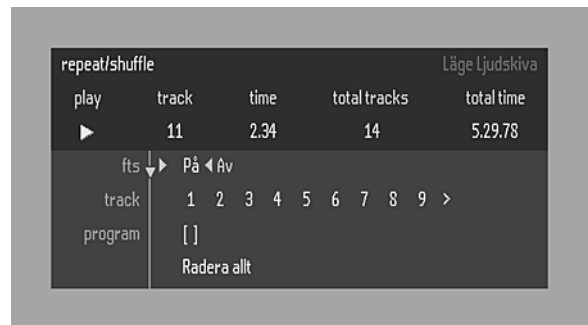 repeat/shuffle Läge Ljudskiva
play track time total tracks total time
11 2.34 14 5.29.78
fts På Av
track 1 2 3 4 5 6 7 8 9 >
program [ ]
Radera allt